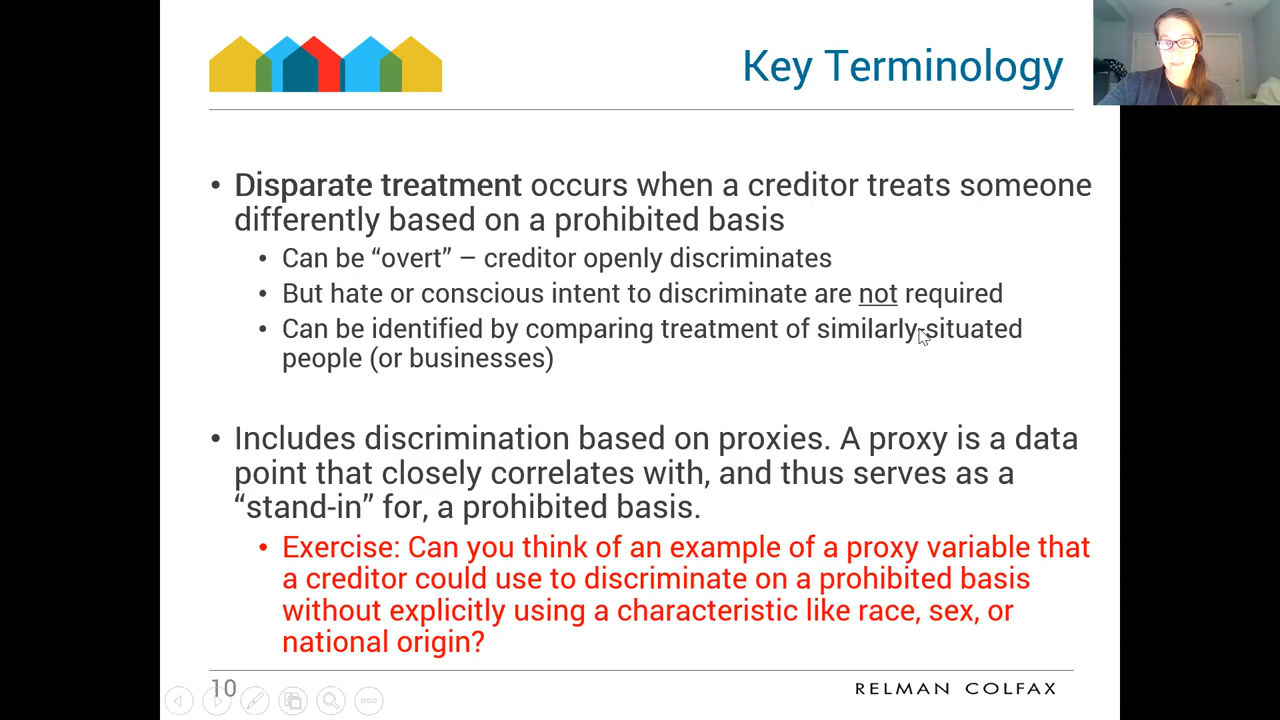 Key Terminology
• Disparate treatment occurs when a creditor treats someone
differently based on a prohibited basis
• Can be “overt” – creditor openly discriminates
• But hate or conscious intent to discriminate are not required
• Can be identified by comparing treatment of similarly-situated
people (or businesses)
• Includes discrimination based on proxies. A proxy is a data
point that closely correlates with, and thus serves as a
“stand-in” for, a prohibited basis.
• Exercise: Can you think of an example of a proxy variable that
a creditor could use to discriminate on a prohibited basis
without explicitly using a characteristic like race, sex, or
national origin?
10
RELMAN COLFAX